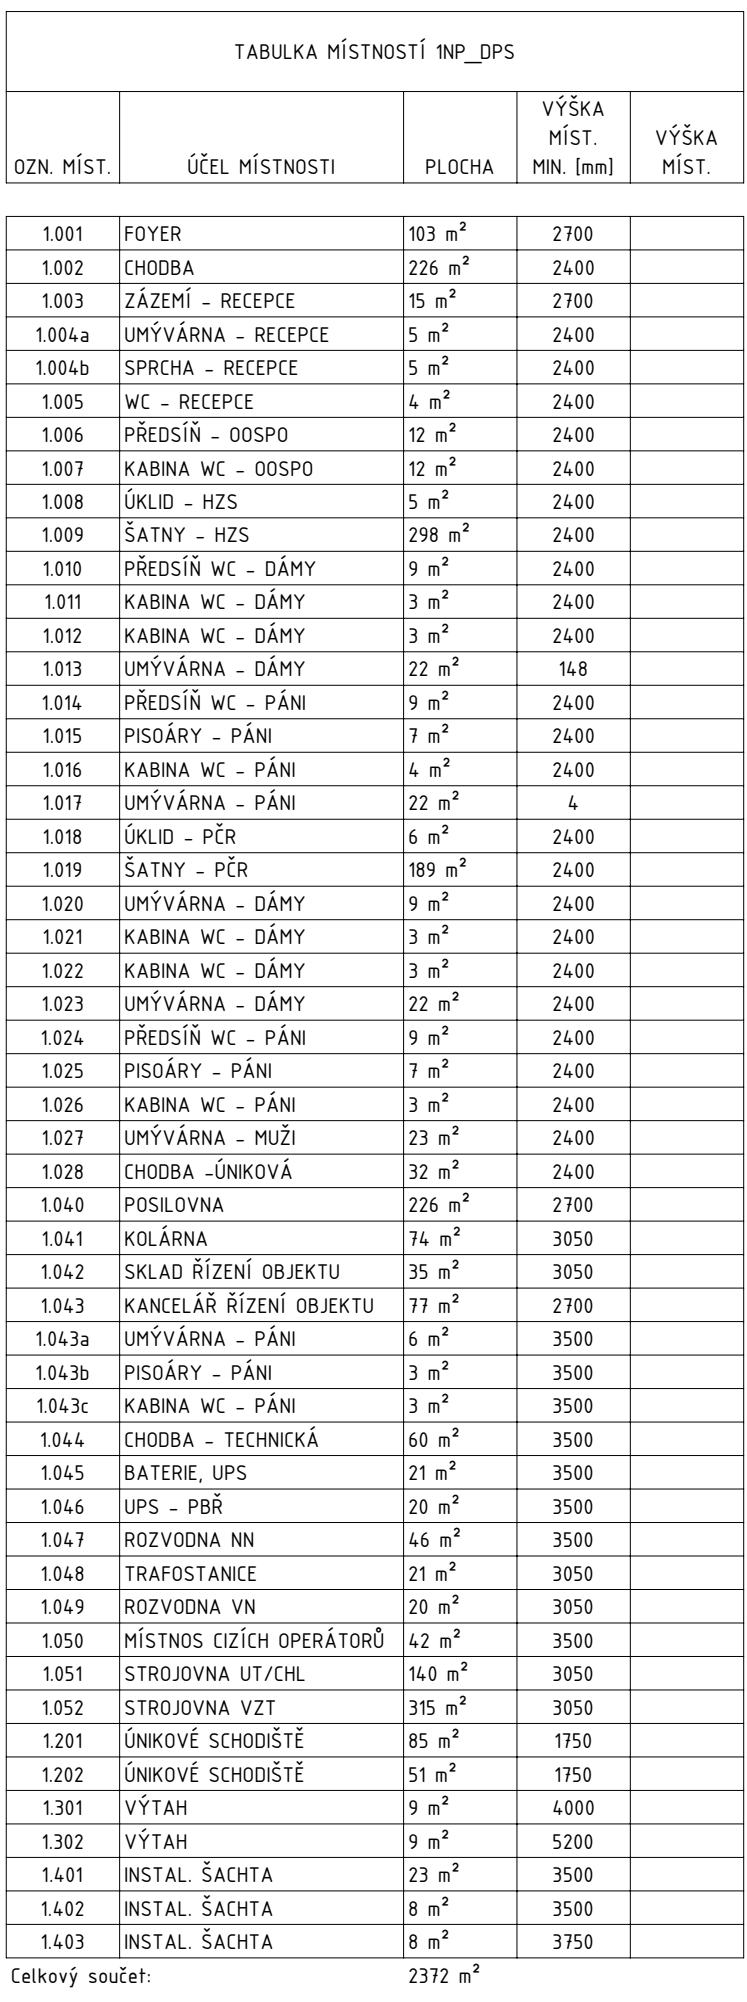 TABULKA MÍSTNOSTÍ 1NP_DPS
OZN. MÍST. ÚČEL MÍSTNOSTI PLOCHA VÝŠKA MÍST. MIN. [mm] VÝŠKA MÍST.
1.001 FOYER 103 m² 2700
1.002 CHODBA 226 m² 2400
1.003 ZÁZEMÍ - RECEPCE 15 m² 2700
1.004a UMÝVÁRNA - RECEPCE 5 m² 2400
1.004b SPRCHA - RECEPCE 5 m² 2400
1.005 WC - RECEPCE 4 m² 2400
1.006 PŘEDSÍŇ - OOSPO 12 m² 2400
1.007 KABINA WC - OOSPO 12 m² 2400
1.008 ÚKLID - HZS 5 m² 2400
1.009 ŠATNY - HZS 298 m² 2400
1.010 PŘEDSÍŇ WC - DÁMY 9 m² 2400
1.011 KABINA WC - DÁMY 3 m² 2400
1.012 KABINA WC - DÁMY 3 m² 2400
1.013 UMÝVÁRNA - DÁMY 22 m² 148
1.014 PŘEDSÍŇ WC - PÁNI 9 m² 2400
1.015 PISOÁRY - PÁNI 7 m² 2400
1.016 KABINA WC - PÁNI 4 m² 2400
1.017 UMÝVÁRNA - PÁNI 22 m² 4
1.018 ÚKLID - PČR 6 m² 2400
1.019 ŠATNY - PČR 189 m² 2400
1.020 UMÝVÁRNA - DÁMY 9 m² 2400
1.021 KABINA WC - DÁMY 3 m² 2400
1.022 KABINA WC - DÁMY 3 m² 2400
1.023 UMÝVÁRNA - DÁMY 22 m² 2400
1.024 PŘEDSÍŇ WC - PÁNI 9 m² 2400
1.025 PISOÁRY - PÁNI 7 m² 2400
1.026 KABINA WC - PÁNI 3 m² 2400
1.027 UMÝVÁRNA - MUŽI 23 m² 2400
1.028 CHODBA -ÚNIKOVÁ 32 m² 2400
1.040 POSILOVNA 226 m² 2700
1.041 KOLÁRNA 74 m² 3050
1.042 SKLAD ŘÍZENÍ OBJEKTU 35 m² 3050
1.043 KANCELÁŘ ŘÍZENÍ OBJEKTU 77 m² 2700
1.043a UMÝVÁRNA - PÁNI 6 m² 3500
1.043b PISOÁRY - PÁNI 3 m² 3500
1.043c KABINA WC - PÁNI 3 m² 3500
1.044 CHODBA - TECHNICKÁ 60 m² 3500
1.045 BATERIE, UPS 21 m² 3500
1.046 UPS - PBŘ 20 m² 3500
1.047 ROZVODNA NN 46 m² 3500
1.048 TRAFOSTANICE 21 m² 3050
1.049 ROZVODNA VN 20 m² 3050
1.050 MÍSTNOS CIZÍCH OPERÁTORŮ 42 m² 3500
1.051 STROJOVNA UT/CHL 140 m² 3050
1.052 STROJOVNA VZT 315 m² 3050
1.201 ÚNIKOVÉ SCHODIŠTĚ 85 m² 1750
1.202 ÚNIKOVÉ SCHODIŠTĚ 51 m² 1750
1.301 VÝTAH 9 m² 4000
1.302 VÝTAH 9 m² 5200
1.401 INSTAL. ŠACHTA 23 m² 3500
1.402 INSTAL. ŠACHTA 8 m² 3500
1.403 INSTAL. ŠACHTA 8 m² 3750
Celkový součet: 2372 m²